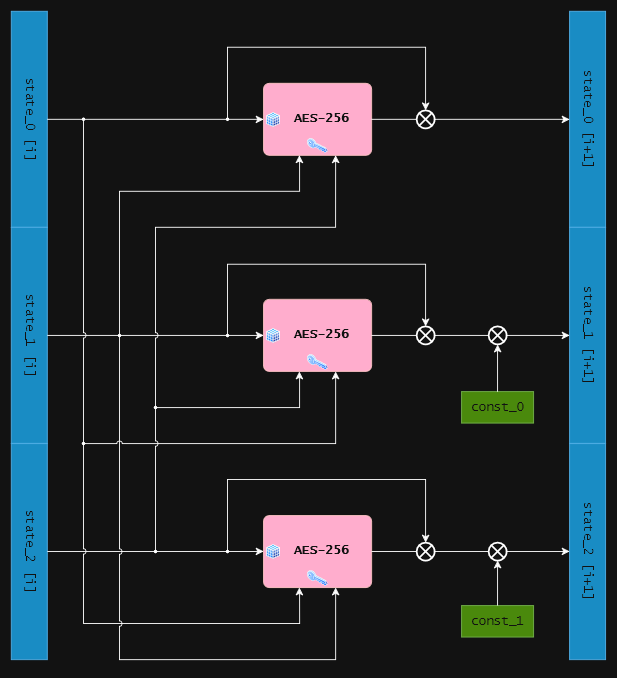 state_0 [i]
AES-256
state_0 [i+1]
state_1 [i]
AES-256
state_1 [i+1]
const_0
state_2 [i]
AES-256
state_2 [i+1]
const_1